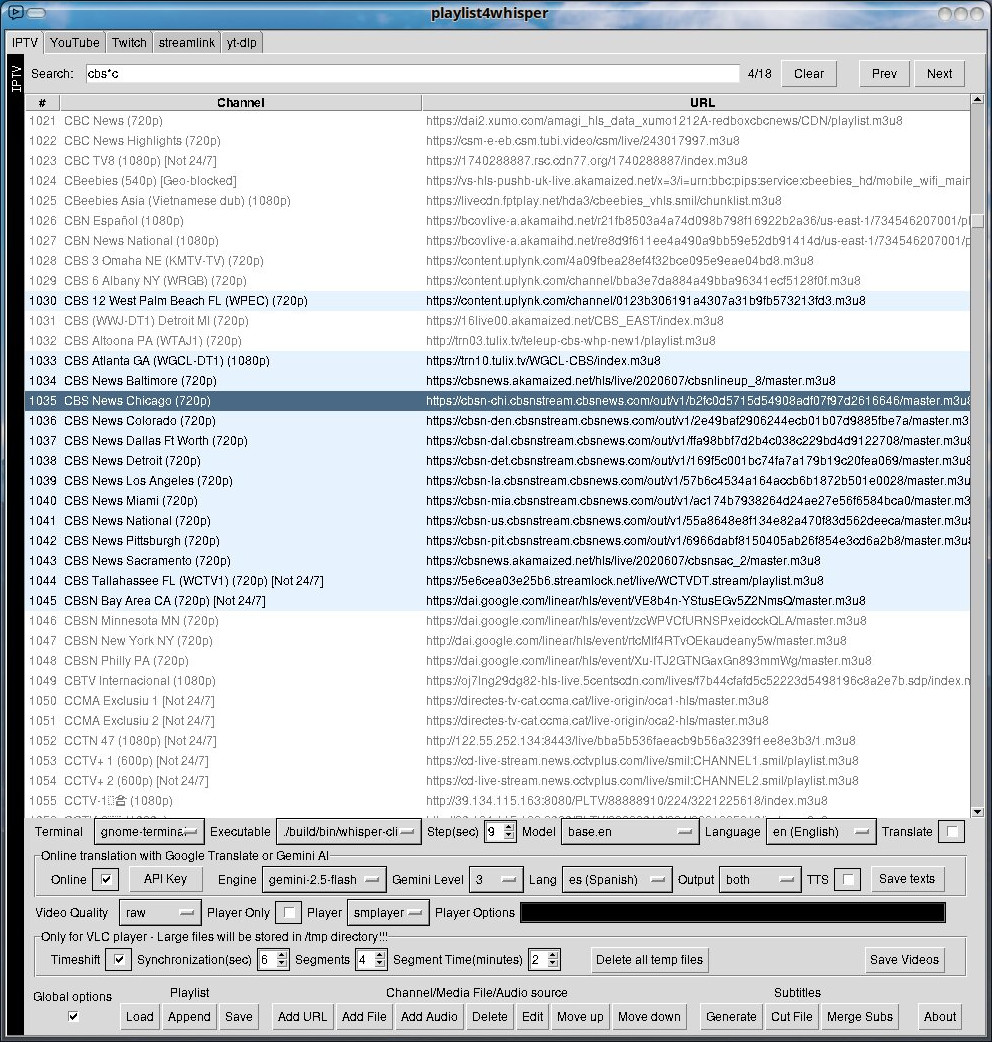 playlist4whisper
IPTV YouTube Twitch streamlink yt-dlp
IPTV
Search: cbs*c 4/18 Clear Prev Next
# Channel URL
1021 CBC News (720p) https://dai2.xumo.com/amagi_hls_data_xumo1212A-redboxcbcnews/CDN/playlist.m3u8
1022 CBC News Highlights (720p) https://csm-e-eb.csm.tubi.video/csm/live/243017997.m3u8
1023 CBC TV8 (1080p) [Not 24/7] https://1740288887.rsc.cdn77.org/1740288887/index.m3u8
1024 CBeebies (540p) [Geo-blocked] https://vs-hls-pushb-uk-live.akamaized.net/x=3/i=urn:bbc:pips:service:cbeebies_hd/mobile_wifi_main
1025 CBeebies Asia (Vietnamese dub) (1080p) https://livecdn.fptplay.net/hda3/cbeebies_vhls.smil/chunklist.m3u8
1026 CBN Español (1080p) https://bcovlive-a.akamaihd.net/r21fb8503a4a74d098b798f16922b2a36/us-east-1/734546207001/pl
1027 CBN News National (1080p) https://bcovlive-a.akamaihd.net/re8d9f611ee4a490a9bb59e52db91414d/us-east-1/734546207001/p
1028 CBS 3 Omaha NE (KMTV-TV) (720p) https://content.uplynk.com/4a09fbea28ef4f32bce095e9eae04bd8.m3u8
1029 CBS 6 Albany NY (WRGB) (720p) https://content.uplynk.com/channel/bba3e7da884a49bba96341ecf5128f0f.m3u8
1030 CBS 12 West Palm Beach FL (WPEC) (720p) https://content.uplynk.com/channel/0123b306191a4307a31b9fb573213fd3.m3u8
1031 CBS (WWJ-DT1) Detroit MI (720p) https://16live00.akamaized.net/CBS_EAST/index.m3u8
1032 CBS Altoona PA (WTAJ1) (720p) http://trn03.tulix.tv/teleup-cbs-whp-new1/playlist.m3u8
1033 CBS Atlanta GA (WGCL-DT1) (1080p) https://trn10.tulix.tv/WGCL-CBS/index.m3u8
1034 CBS News Baltimore (720p) https://cbsnews.akamaized.net/hls/live/2020607/cbsnlineup_8/master.m3u8
1035 CBS News Chicago (720p) https://cbsn-chi.cbsnstream.cbsnews.com/out/v1/b2fc0d5715d54908adf07f97d2616646/master.m3u8
1036 CBS News Colorado (720p) https://cbsn-den.cbsnstream.cbsnews.com/out/v1/2e49baf2906244ecb01b07d9885fbe7a/master.m3
1037 CBS News Dallas Ft Worth (720p) https://cbsn-dal.cbsnstream.cbsnews.com/out/v1/ffa98bbf7d2b4c038c229bd4d9122708/master.m3u8
1038 CBS News Detroit (720p) https://cbsn-det.cbsnstream.cbsnews.com/out/v1/169f5c001bc74fa7a179b19c20fea069/master.m3u
1039 CBS News Los Angeles (720p) https://cbsn-la.cbsnstream.cbsnews.com/out/v1/57b6c4534a164accb6b1872b501e0028/master.m3u
1040 CBS News Miami (720p) https://cbsn-mia.cbsnstream.cbsnews.com/out/v1/ac174b7938264d24ae27e56f6584bca0/master.m3
1041 CBS News National (720p) https://cbsn-us.cbsnstream.cbsnews.com/out/v1/55a8648e8f134e82a470f83d562deeca/master.m3u8
1042 CBS News Pittsburgh (720p) https://cbsn-pit.cbsnstream.cbsnews.com/out/v1/6966dabf8150405ab26f854e3cd6a2b8/master.m3u
1043 CBS News Sacramento (720p) https://cbsnews.akamaized.net/hls/live/2020607/cbsnsac_2/master.m3u8
1044 CBS Tallahassee FL (WCTV1) (720p) [Not 24/7] https://5e6cea03e25b6.streamlock.net/live/WCTVDT.stream/playlist.m3u8
1045 CBSN Bay Area CA (720p) [Not 24/7] https://dai.google.com/linear/hls/event/VE8b4n-YStusEGv5Z2NmsQ/master.m3u8
1046 CBSN Minnesota MN (720p) https://dai.google.com/linear/hls/event/zcWPVCfURNSPxeidcckQLA/master.m3u8
1047 CBSN New York NY (720p) http://dai.google.com/linear/hls/event/rtcMlf4RTvOEkaudeany5w/master.m3u8
1048 CBSN Philly PA (720p) https://dai.google.com/linear/hls/event/Xu-lTJ2GTNGaxGn893mmWg/master.m3u8
1049 CBTV Internacional (1080p) https://oj7lng29dg82-hls-live.5centscdn.com/lives/f7b44cfafd5c52223d5498196c8a2e7b.sdp/index.m
1050 CCMA Exclusiu 1 [Not 24/7] https://directes-tv-cat.ccma.cat/live-origin/oca1-hls/master.m3u8
1051 CCMA Exclusiu 2 [Not 24/7] https://directes-tv-cat.ccma.cat/live-origin/oca2-hls/master.m3u8
1052 CCTN 47 (1080p) [Not 24/7] http://122.55.252.134:8443/live/bba5b536faeacb9b56a3239f1ee8e3b3/1.m3u8
1053 CCTV+ 1 (600p) [Not 24/7] https://cd-live-stream.news.cctvplus.com/live/smil:CHANNEL1.smil/playlist.m3u8
1054 CCTV+ 2 (600p) [Not 24/7] https://cd-live-stream.news.cctvplus.com/live/smil:CHANNEL2.smil/playlist.m3u8
1055 CCTV-1 (1080p) http://39.134.115.163:8080/PLTV/88888910/224/3221225618/index.m3u8
Terminal gnome-terminal Executable ./build/bin/whisper-cli Step(sec) 9 Model base.en Language en (English) Translate
Online translation with Google Translate or Gemini AI
Online API Key Engine gemini-2.5-flash Gemini Level 3 Lang es (Spanish) Output both TTS Save texts
Video Quality raw Player Only Player smplayer Player Options
Only for VLC player - Large files will be stored in /tmp directory!!!
Timeshift Synchronization(sec) 6 Segments 4 Segment Time(minutes) 2 Delete all temp files Save Videos
Global options Playlist Channel/Media File/Audio source Subtitles
Load Append Save Add URL Add File Add Audio Delete Edit Move up Move down Generate Cut File Merge Subs About